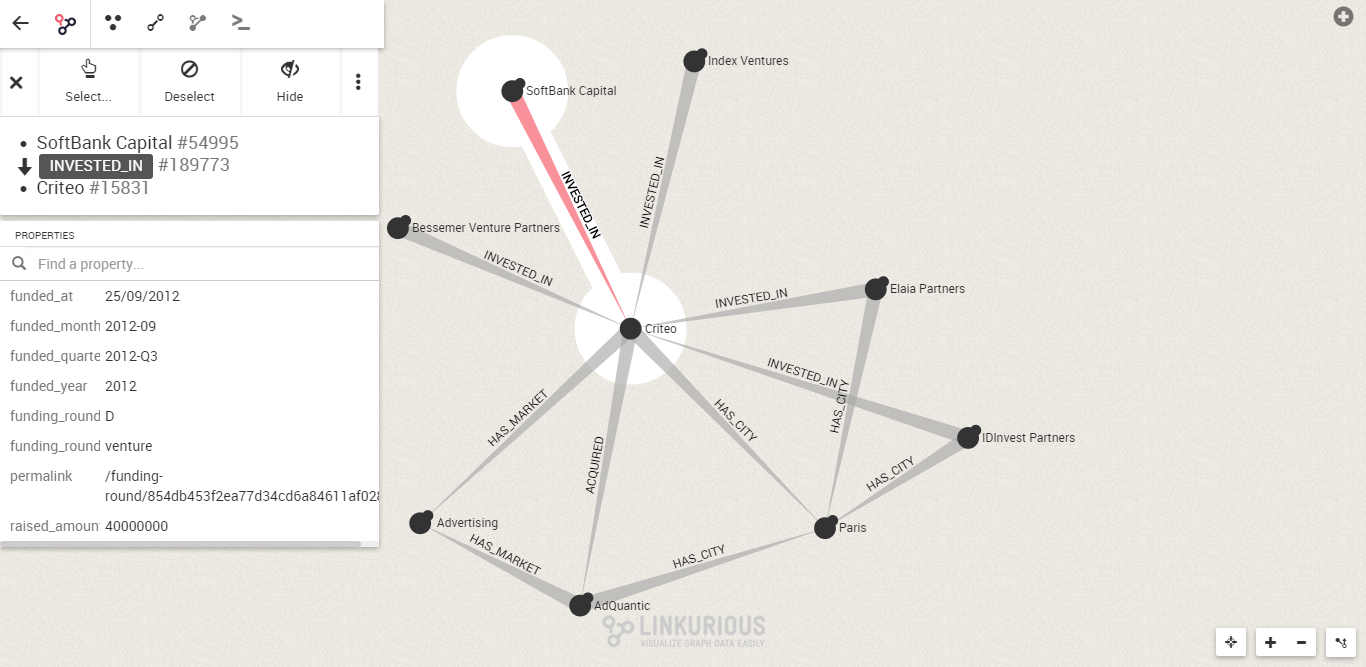 Select...
Deselect
Hide
SoftBank Capital #54995
INVESTED_IN #189773
Criteo #15831
PROPERTIES
Find a property...
funded_at 25/09/2012
funded_month 2012-09
funded_quarte 2012-Q3
funded_year 2012
funding_round D
funding_round venture
permalink /funding-
round/854db453f2ea77d34cd6a84611af028
raised_amoun 40000000
Index Ventures
SoftBank Capital
INVESTED_IN
INVESTED_IN
Bessemer Venture Partners
INVESTED_IN
Elaia Partners
INVESTED_IN
Criteo
INVESTED_IN
HAS_MARKET
HAS_CITY
HAS_CITY
IDInvest Partners
ACQUIRED
HAS_CITY
Advertising
Paris
HAS_MARKET
HAS_CITY
AdQuantic
LINKURIOUS
VISUALIZE GRAPH DATA EASILY